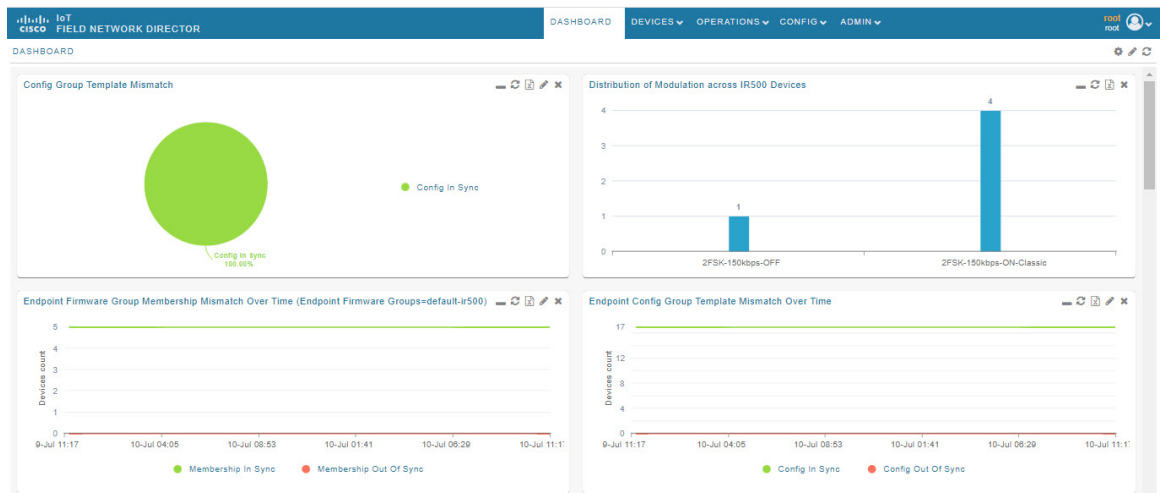 IoT
CISCO FIELD NETWORK DIRECTOR
DASHBOARD DEVICES OPERATIONS CONFIG ADMIN
root
root
DASHBOARD
Config Group Template Mismatch
Config In Sync
Config In Sync
100.00%
Distribution of Modulation across IR500 Devices
4
3
2
1
0
1
4
2FSK-150kbps-OFF 2FSK-150kbps-ON-Classic
Endpoint Firmware Group Membership Mismatch Over Time (Endpoint Firmware Groups=default-ir500)
Devices count
5
4
3
2
1
0
9-Jul 11:17 10-Jul 04:05 10-Jul 08:53 10-Jul 01:41 10-Jul 06:29 10-Jul 11:1
Membership In Sync Membership Out Of Sync
Endpoint Config Group Template Mismatch Over Time
Devices count
17
12
8
4
0
9-Jul 11:17 10-Jul 04:05 10-Jul 08:53 10-Jul 01:41 10-Jul 06:29 10-Jul 11:1
Config In Sync Config Out Of Sync